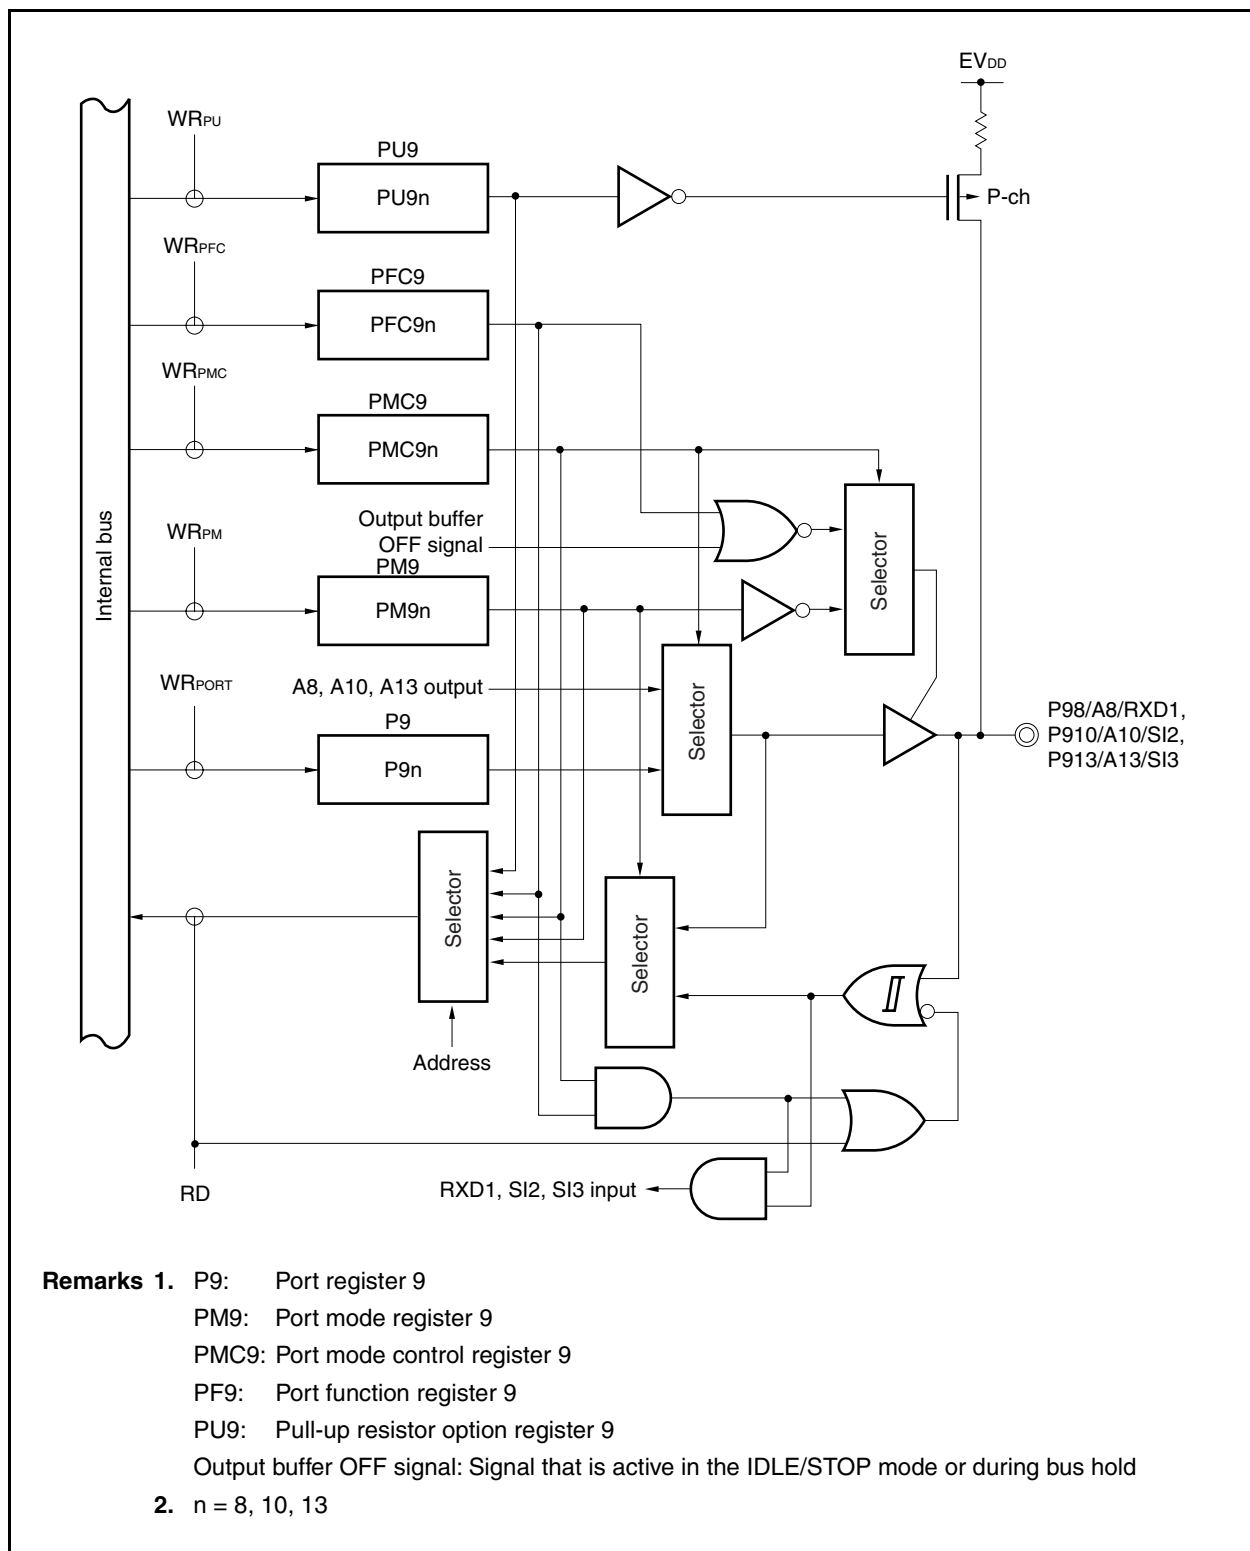 EVDD
WRPU
PU9
PU9n
P-ch
WRPFC
PFC9
PFC9n
WRPMC
PMC9
PMC9n
Output buffer
OFF signal
Selector
Internal bus
WRPM
PM9
PM9n
A8, A10, A13 output
Selector
WRPORT
P9
P9n
P98/A8/RXD1,
P910/A10/SI2,
P913/A13/SI3
Selector
Selector
Address
RD
RXD1, SI2, SI3 input
Remarks 1. P9: Port register 9
PM9: Port mode register 9
PMC9: Port mode control register 9
PF9: Port function register 9
PU9: Pull-up resistor option register 9
Output buffer OFF signal: Signal that is active in the IDLE/STOP mode or during bus hold
2. n = 8, 10, 13